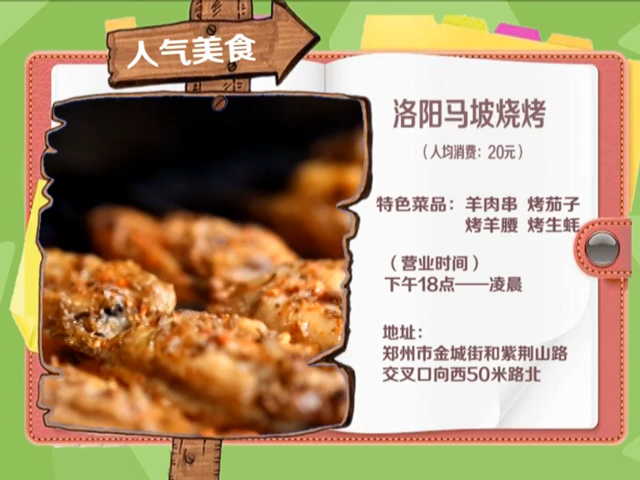 人气美食
洛阳马坡烧烤
（人均消费：20元）
特色菜品：羊肉串 烤茄子
烤羊腰 烤生蚝
（营业时间）
下午18点——凌晨
地址：
郑州市金城街和紫荆山路
交叉口向西50米路北